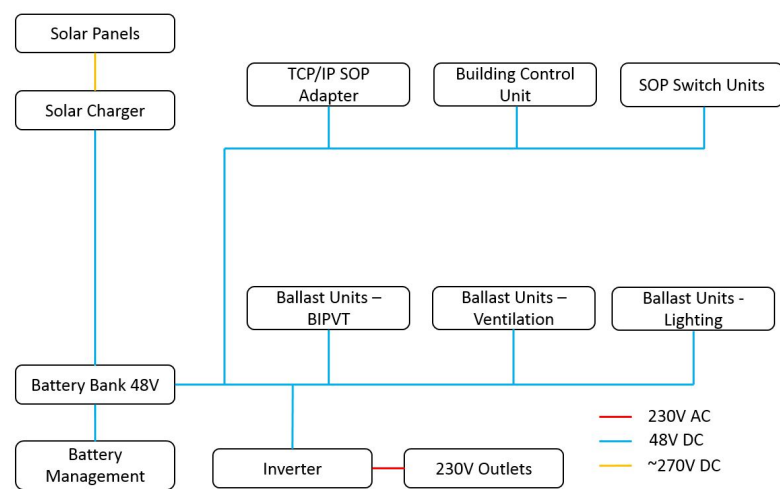 Solar Panels
Solar Charger
TCP/IP SOP
Adapter
Building Control
Unit
SOP Switch Units
Ballast Units –
BIPVT
Ballast Units –
Ventilation
Ballast Units -
Lighting
Battery Bank 48V
Battery
Management
Inverter
230V Outlets
230V AC
48V DC
~270V DC